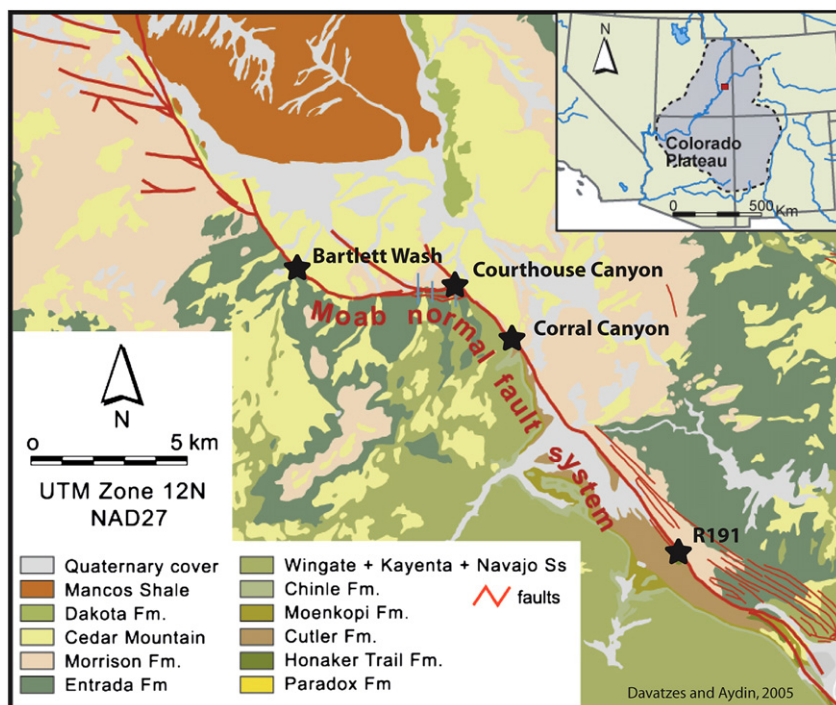 Colorado
Plateau
0 500 Km
Bartlett Wash
Courthouse Canyon
Corral Canyon
Moab normal fault system
R191
N
0 5 km
UTM Zone 12N
NAD27
Quaternary cover
Mancos Shale
Dakota Fm.
Cedar Mountain
Morrison Fm.
Entrada Fm
Wingate + Kayenta + Navajo Ss
Chinle Fm.
Moenkopi Fm.
Cutler Fm.
Honaker Trail Fm.
Paradox Fm
faults
Davatzes and Aydin, 2005